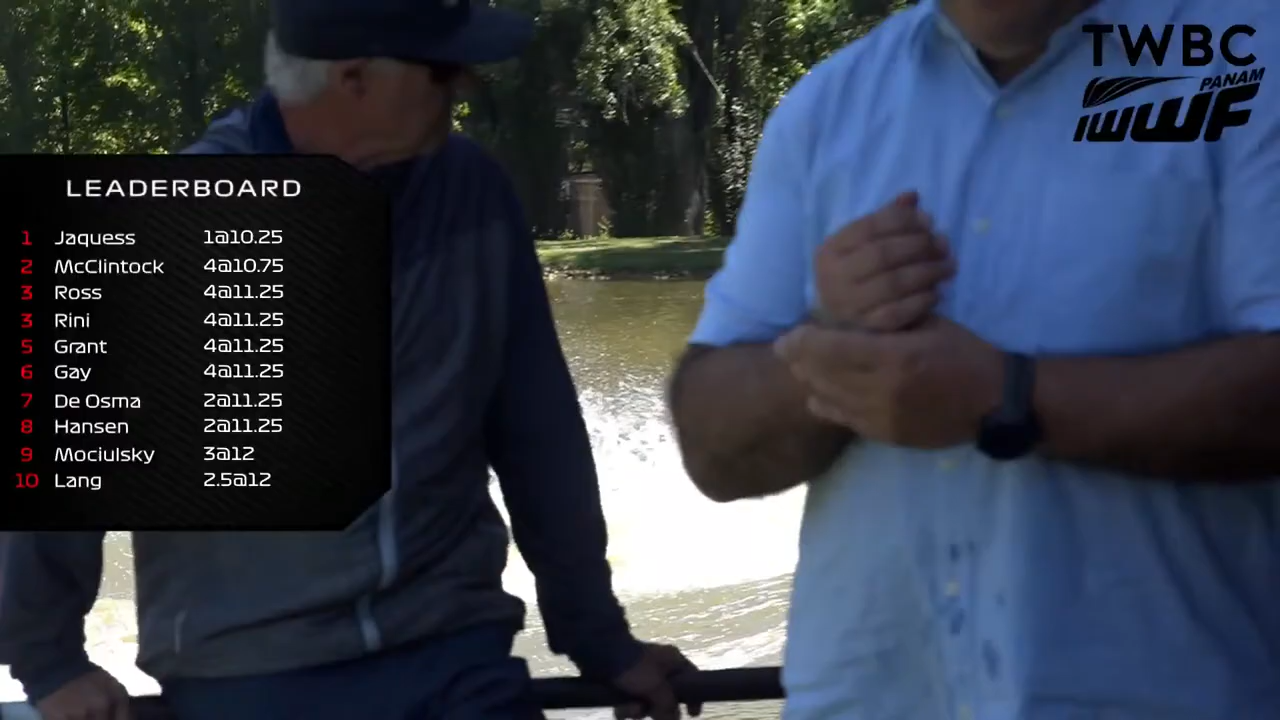 TWBC
PANAM
IWWF
LEADERBOARD
1 Jaquess 1@10.25
2 McClintock 4@10.75
3 Ross 4@11.25
3 Rini 4@11.25
5 Grant 4@11.25
6 Gay 4@11.25
7 De Osma 2@11.25
8 Hansen 2@11.25
9 Mociulsky 3@12
10 Lang 2.5@12